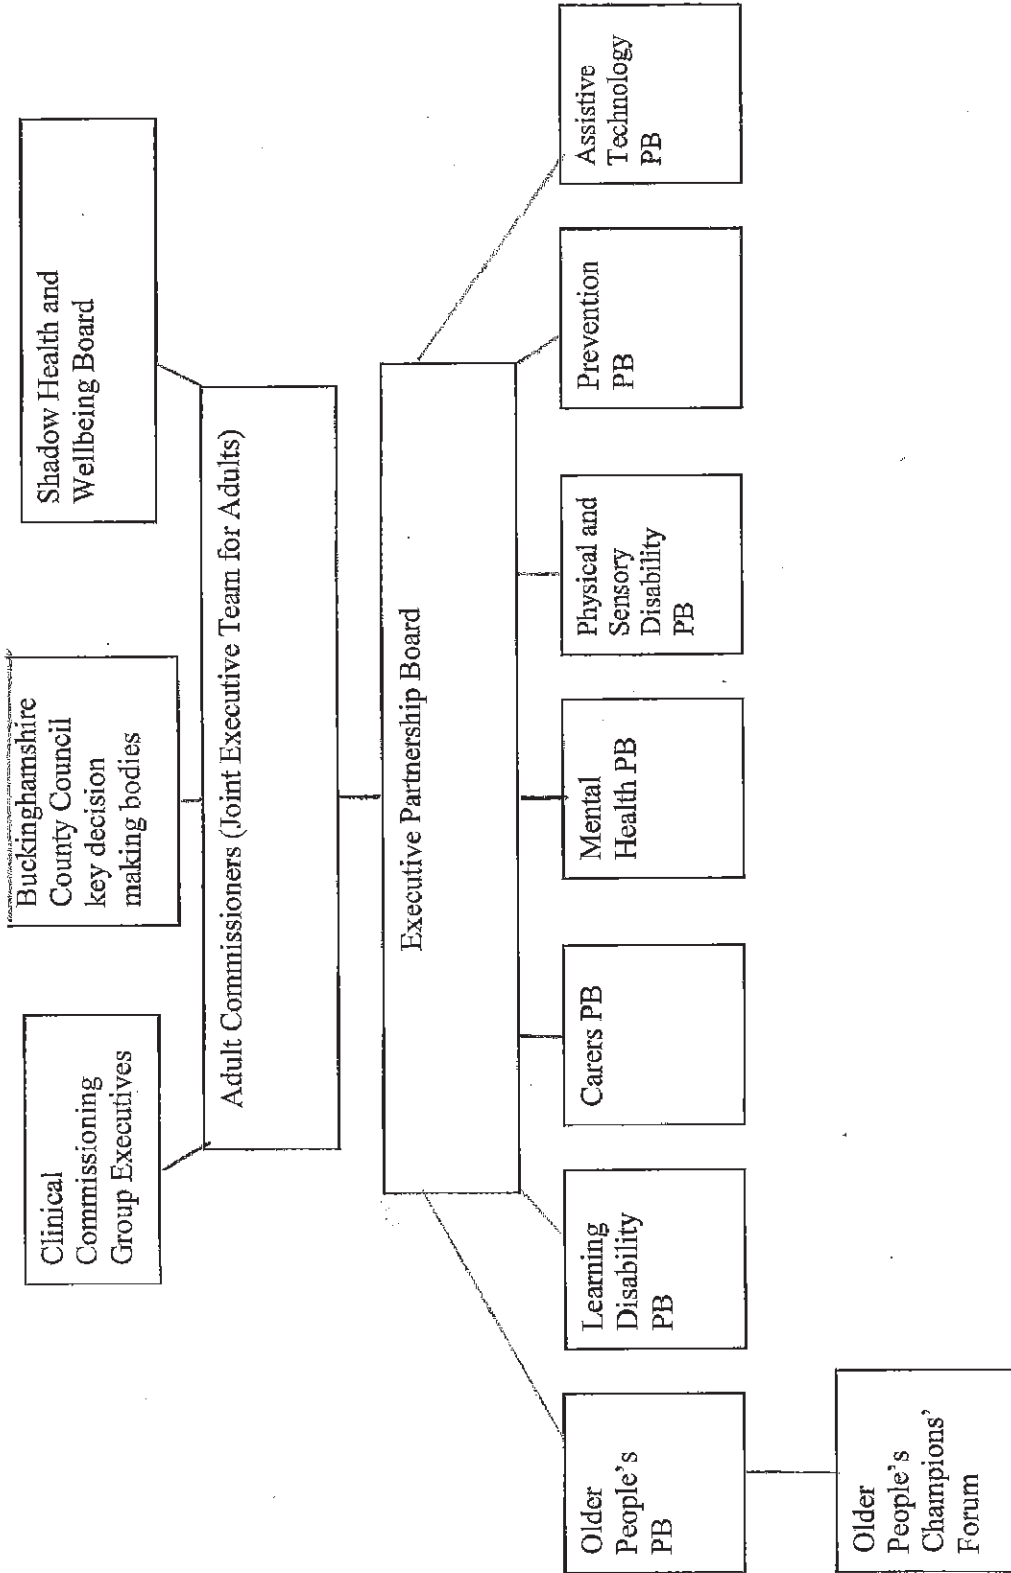 Clinical
Commissioning
Group Executives
Buckinghamshire
County Council
key decision
making bodies
Shadow Health and
Wellbeing Board
Adult Commissioners (Joint Executive Team for Adults)
Executive Partnership Board
Older
People's
PB
Learning
Disability
PB
Carers PB
Mental
Health PB
Physical and
Sensory
Disability
PB
Prevention
PB
Assistive
Technology
PB
Older
People's
Champions'
Forum